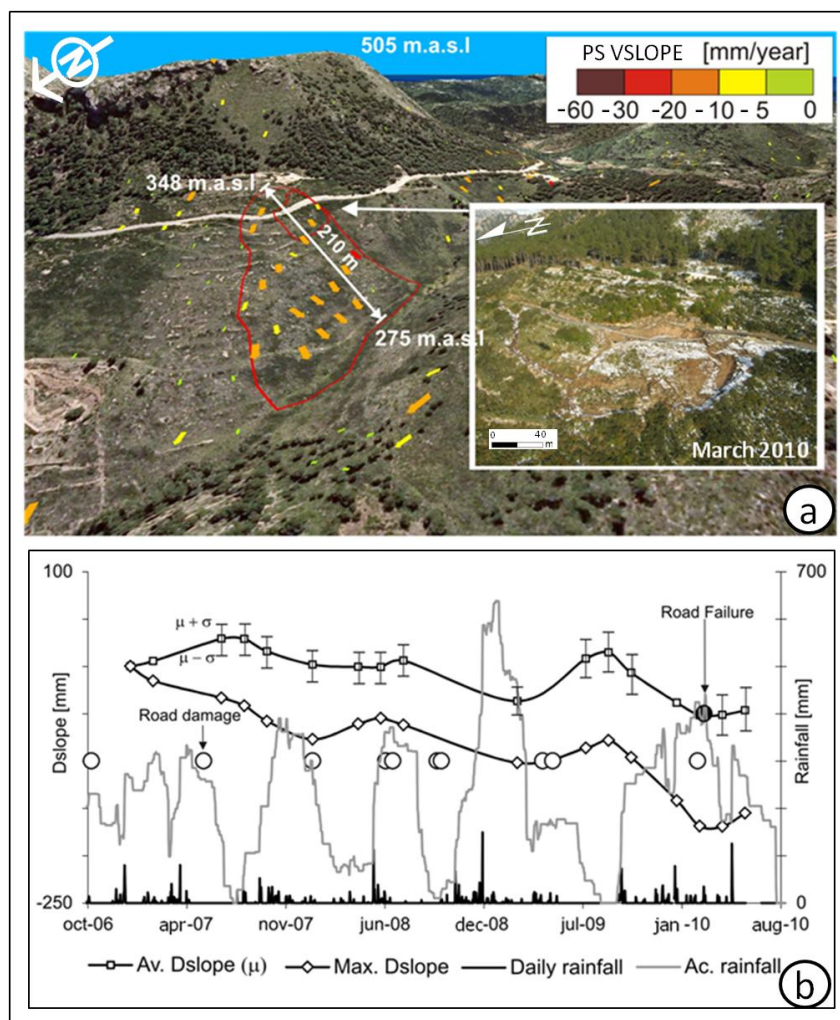 N
505 m.a.s.l
PS VSLOPE [mm/year]
-60 -30 -20 -10 -5 0
348 m.a.s.l
210 m
275 m.a.s.l
N
0 40
m
March 2010
a
100
700
μ + σ
μ − σ
Road Failure
Road damage
Dslope [mm]
Rainfall [mm]
-250
0
oct-06 apr-07 nov-07 jun-08 dec-08 jul-09 jan -10 aug-10
Av. Dslope (μ) Max. Dslope Daily rainfall Ac. rainfall
b